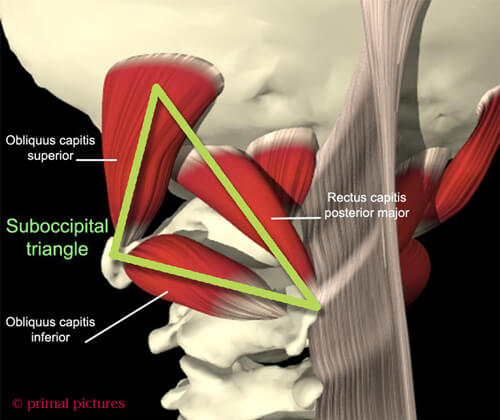 Obliquus capitis
superior
Rectus capitis
posterior major
Suboccipital
triangle
Obliquus capitis
inferior
© primal pictures